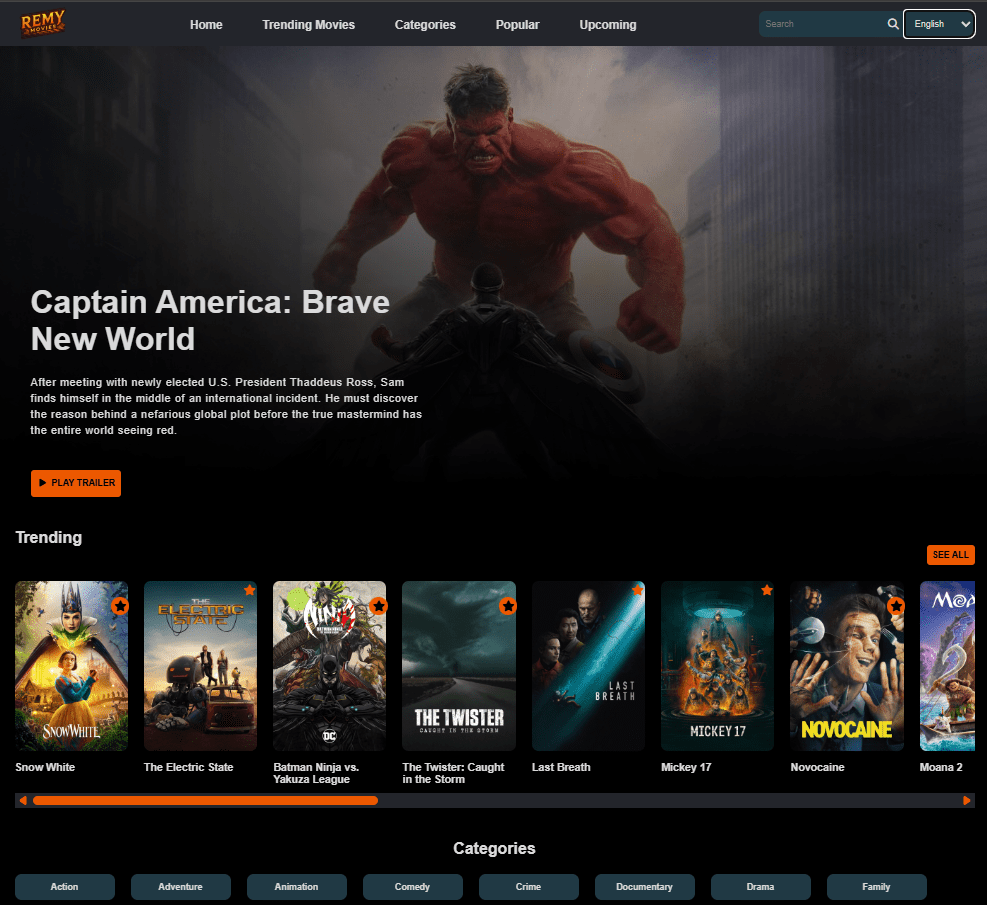 REMY
MOVIES
Home
Trending Movies
Categories
Popular
Upcoming
Search
English
Captain America: Brave
New World
After meeting with newly elected U.S. President Thaddeus Ross, Sam
finds himself in the middle of an international incident. He must discover
the reason behind a nefarious global plot before the true mastermind has
the entire world seeing red.
PLAY TRAILER
Trending
SEE ALL
SNOW WHITE
THE
ELECTRIC
STATE
DC
THE TWISTER
CAUGHT IN THE STORM
LAST
BREATH
MICKEY 17
NOVOCAINE
Snow White
The Electric State
Batman Ninja vs.
Yakuza League
The Twister: Caught
in the Storm
Last Breath
Mickey 17
Novocaine
Moana 2
Categories
Action
Adventure
Animation
Comedy
Crime
Documentary
Drama
Family